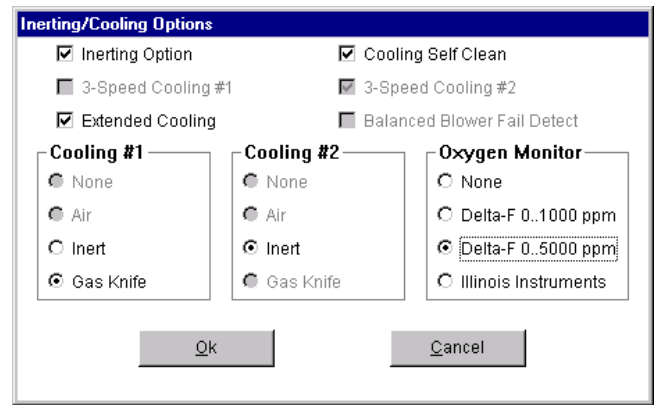 Inerting/Cooling Options
Inerting Option
Cooling Self Clean
3-Speed Cooling #1
3-Speed Cooling #2
Extended Cooling
Balanced Blower Fail Detect
Cooling #1
None
Air
Inert
Gas Knife
Cooling #2
None
Air
Inert
Gas Knife
Oxygen Monitor
None
Delta-F 0..1000 ppm
Delta-F 0..5000 ppm
Illinois Instruments
Ok
Cancel